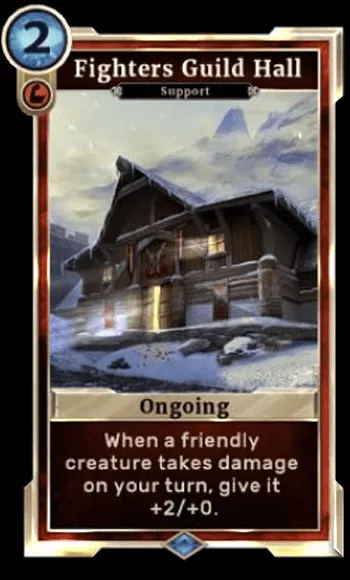 2
Fighters Guild Hall
Support
Ongoing
When a friendly
creature takes damage
on your turn, give it
+2/+0.